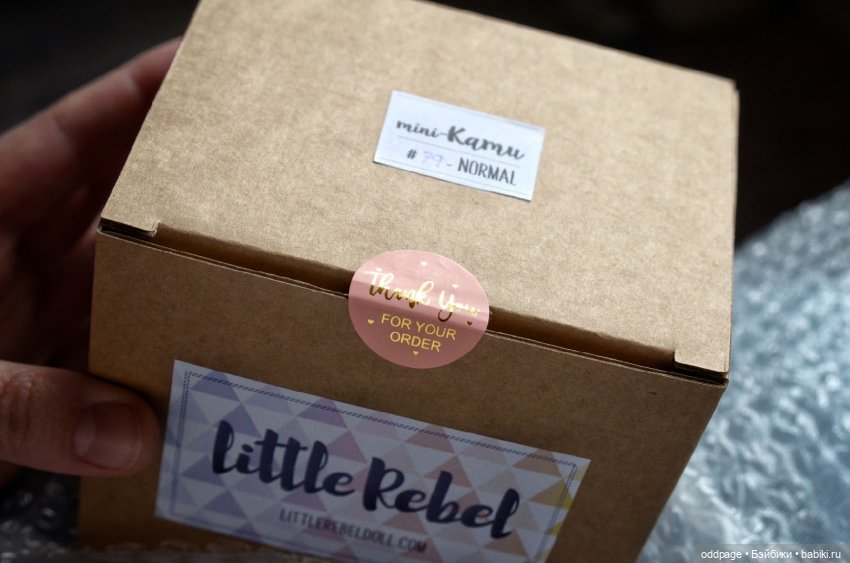 mini-Kamu
# 79 - NORMAL
thank you
FOR YOUR
ORDER
little Rebel
LITTLEREBELDOLL.COM
oddpage • Бэйбики • babiki.ru